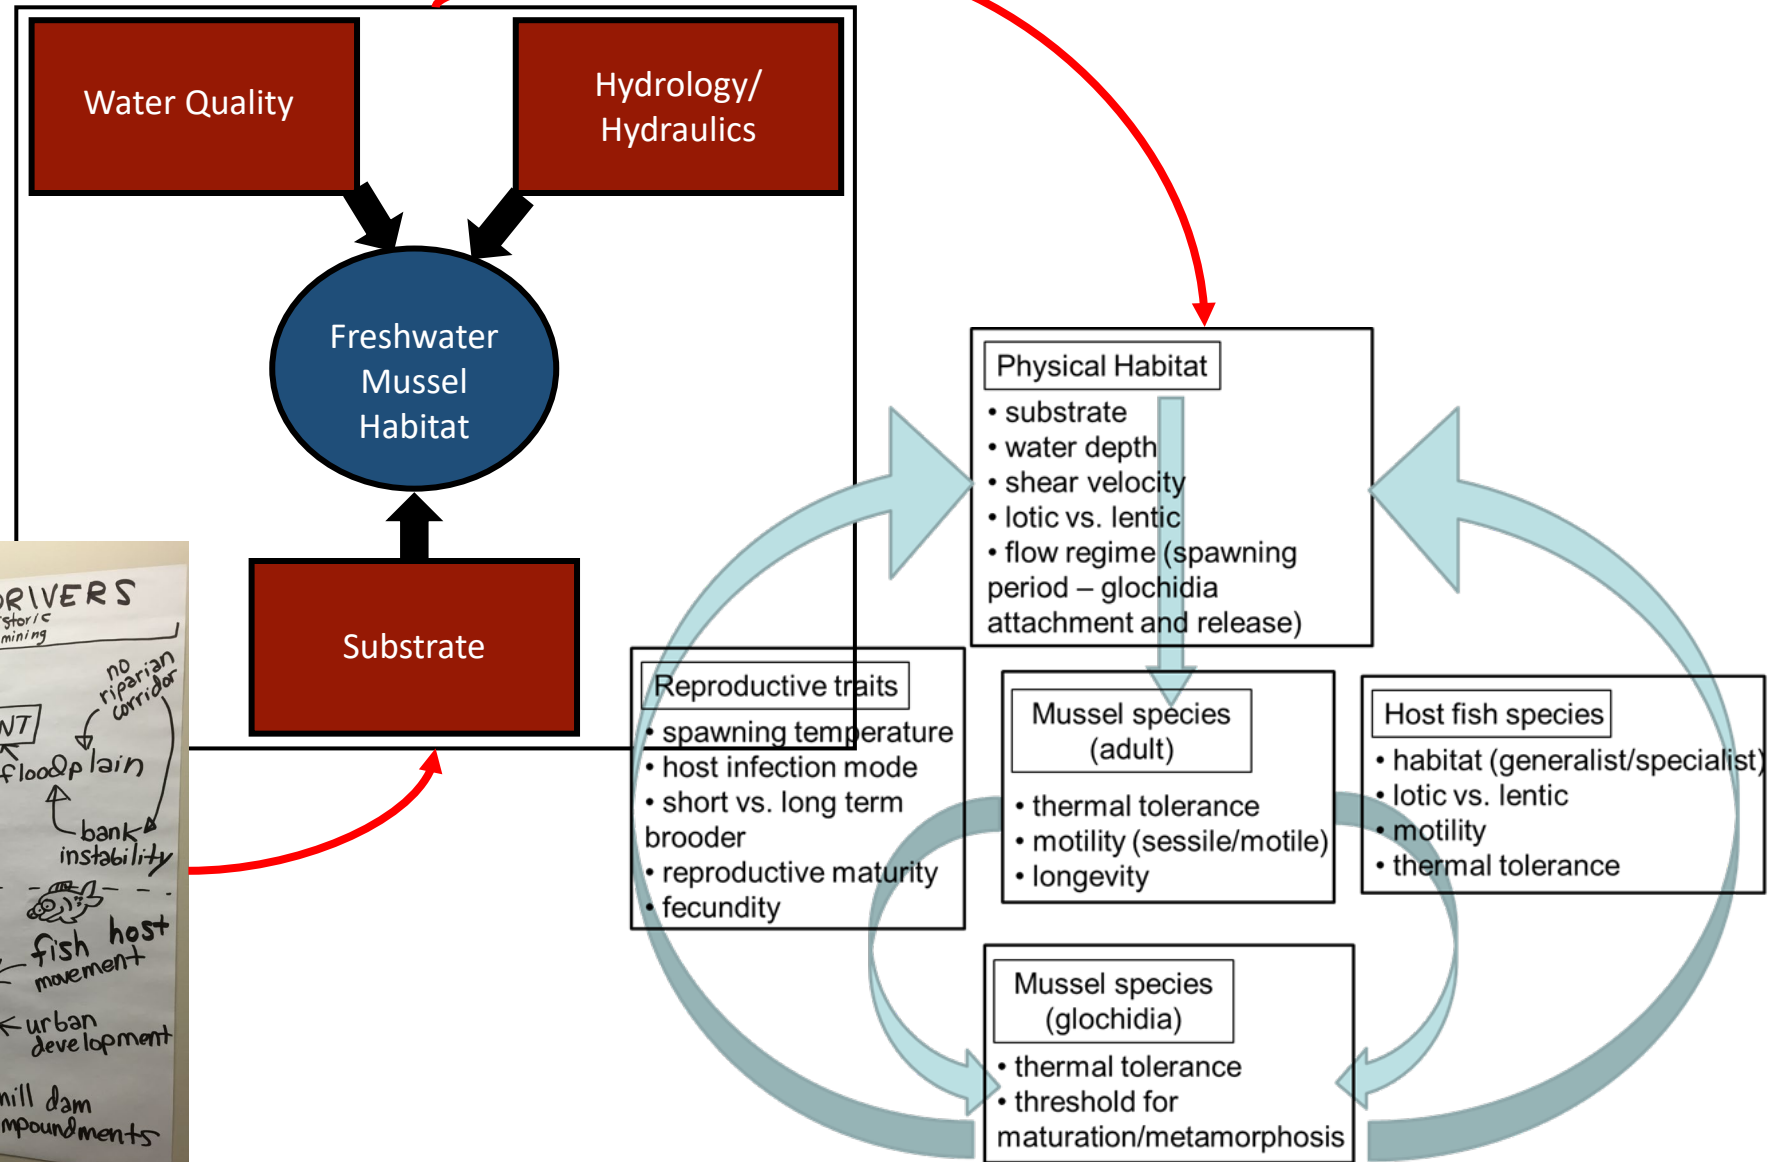 Water Quality
Hydrology/
Hydraulics
Freshwater
Mussel
Habitat
Substrate
mining
no
riparian
corridor
floodplain
bank
instability
fish host
movement
urban
development
dam
Physical Habitat
• substrate
• water depth
• shear velocity
• lotic vs. lentic
• flow regime (spawning
period – glochidia
attachment and release)
Reproductive traits
• spawning temperature
• host infection mode
• short vs. long term
brooder
• reproductive maturity
• fecundity
Mussel species
(adult)
• thermal tolerance
• motility (sessile/motile)
• longevity
Host fish species
• habitat (generalist/specialist)
• lotic vs. lentic
• motility
• thermal tolerance
Mussel species
(glochidia)
• thermal tolerance
• threshold for
maturation/metamorphosis